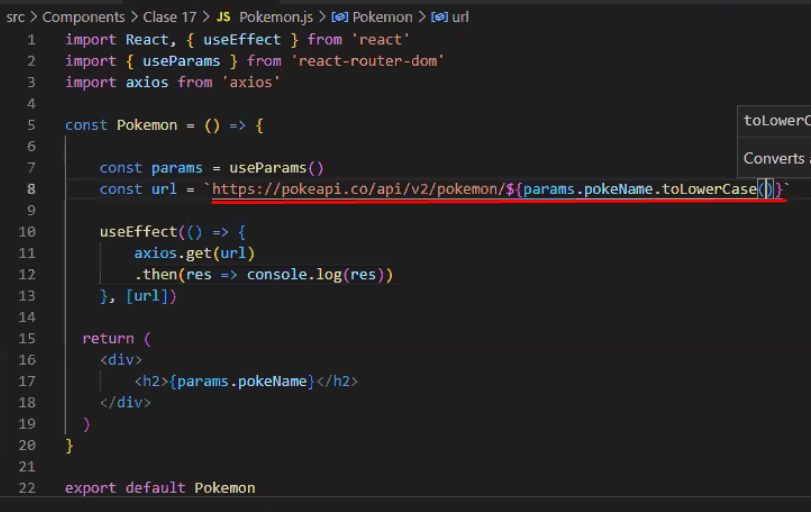 src > Components > Clase 17 > JS Pokemon.js > Pokemon > url
1 import React, { useEffect } from 'react'
2 import { useParams } from 'react-router-dom'
3 import axios from 'axios'
4
5 const Pokemon = () => {
6
7 const params = useParams()
8 const url = `https://pokeapi.co/api/v2/pokemon/${params.pokeName.toLowerCase()}`
9
10 useEffect(() => {
11 axios.get(url)
12 .then(res => console.log(res))
13 }, [url])
14
15 return (
16 <div>
17 <h2>{params.pokeName}</h2>
18 </div>
19 )
20 }
21
22 export default Pokemon
toLowerC
Converts